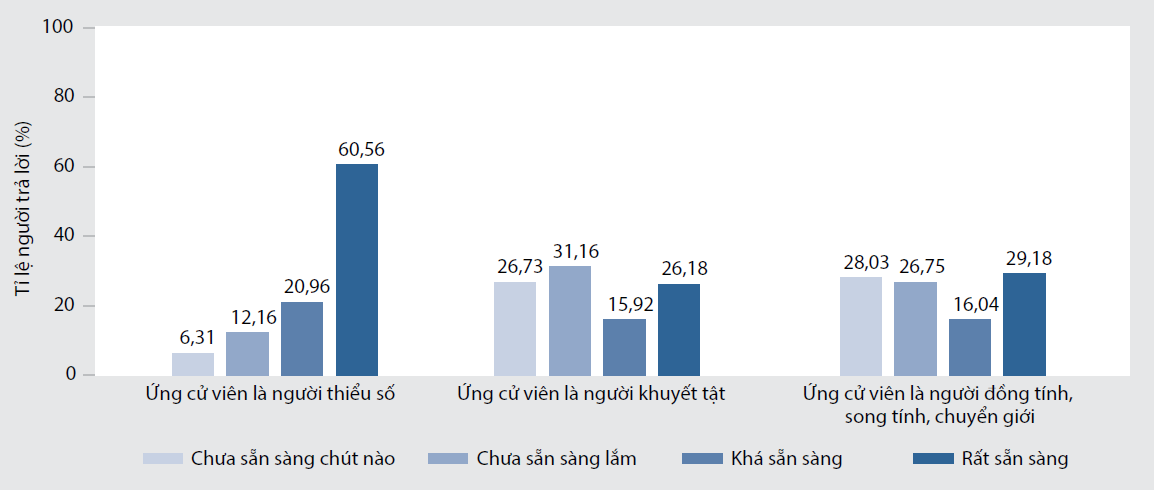 Tỉ lệ người trả lời (%)
100
80
60
40
20
0
6,31
12,16
20,96
60,56
26,73
31,16
15,92
26,18
28,03
26,75
16,04
29,18
Ứng cử viên là người thiểu số
Ứng cử viên là người khuyết tật
Ứng cử viên là người đồng tính,
song tính, chuyển giới
Chưa sẵn sàng chút nào
Chưa sẵn sàng lắm
Khá sẵn sàng
Rất sẵn sàng